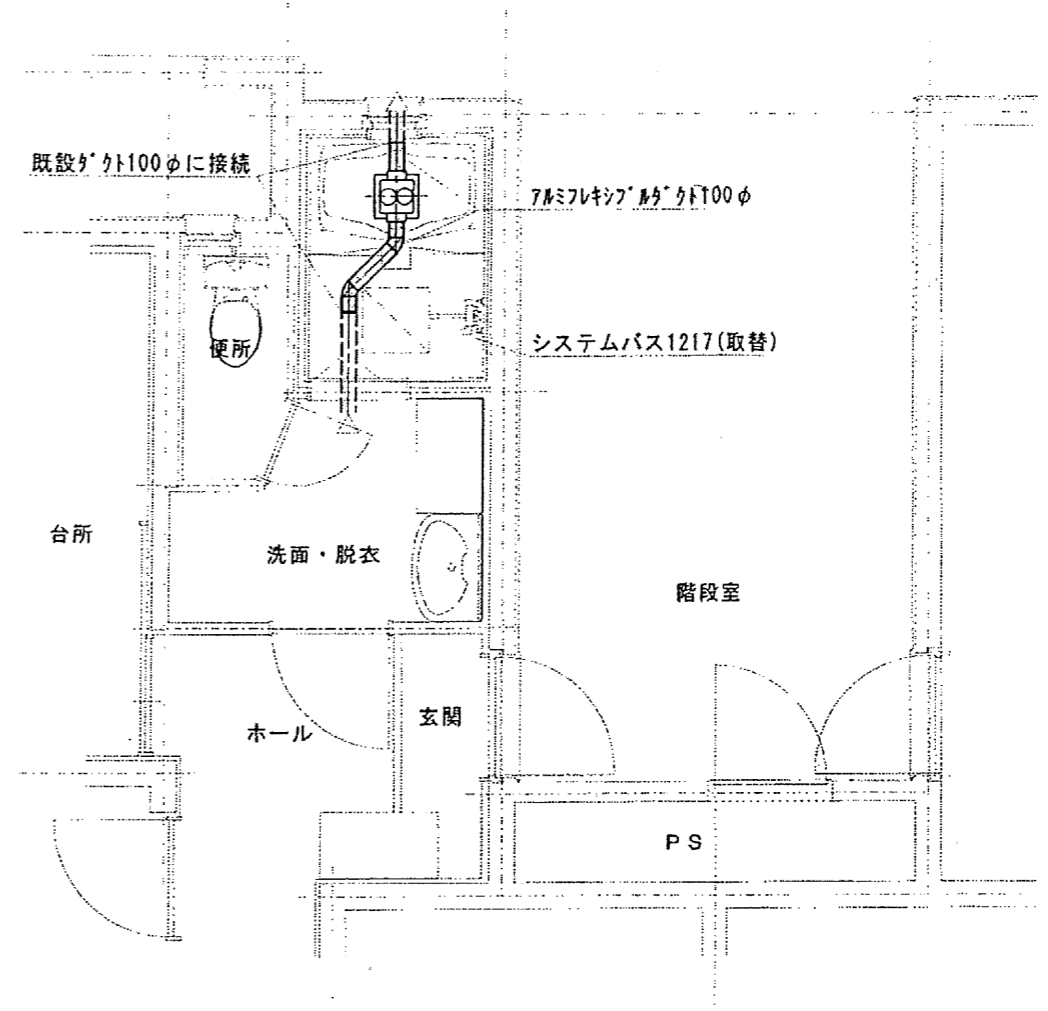 既設ﾀﾞｸﾄ100φに接続
ｱﾙﾐﾌﾚｷｼﾌﾞﾙﾀﾞｸﾄ100φ
システムバス1217(取替)
便所
台所
洗面・脱衣
階段室
玄関
ホール
PS